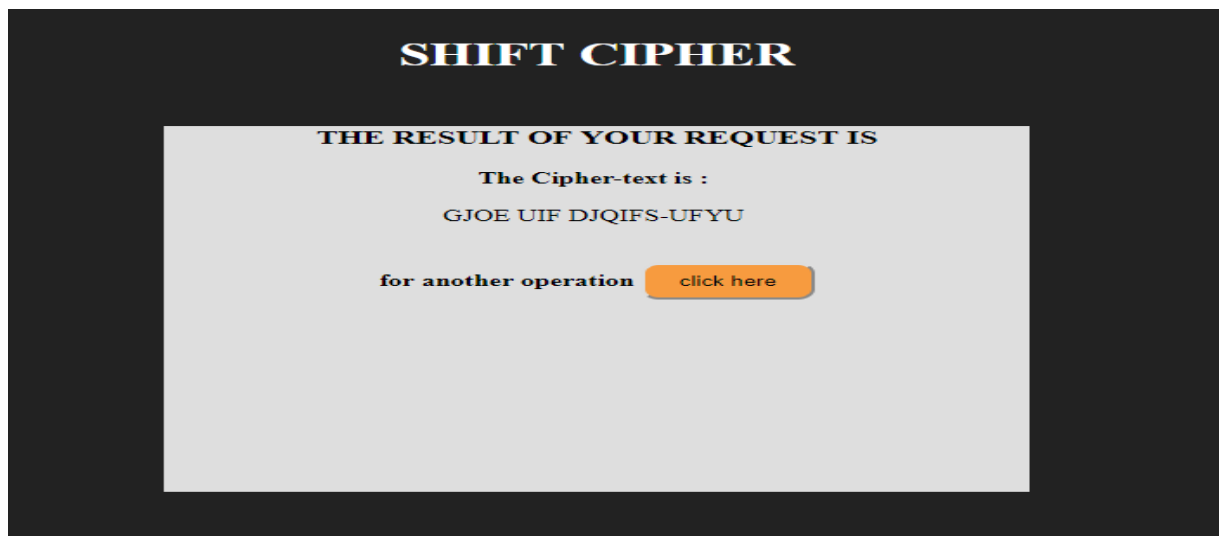 SHIFT CIPHER
THE RESULT OF YOUR REQUEST IS
The Cipher-text is :
GJOE UIF DJQIFS-UFYU
for another operation click here